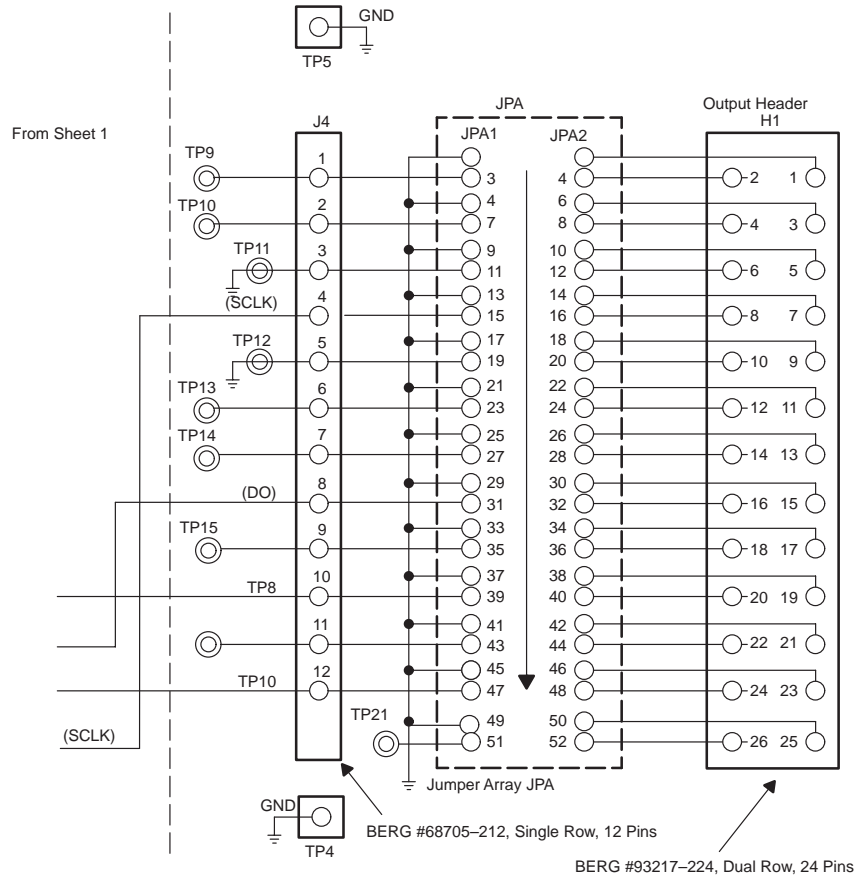 GND
TP5
From Sheet 1
JPA
Output Header
H1
J4
JPA1 JPA2
TP9
1
3 4
2 1
TP10
2
4 6
7 8
4 3
TP11
3
9 10
11 12
6 5
(SCLK)
4
13 14
15 16
8 7
TP12
5
17 18
19 20
10 9
TP13
6
21 22
23 24
12 11
TP14
7
25 26
27 28
14 13
(DO)
8
29 30
31 32
16 15
TP15
9
33 34
35 36
18 17
TP8
10
37 38
39 40
20 19
11
41 42
43 44
22 21
TP10
12
45 46
47 48
24 23
(SCLK)
TP21
49 50
51 52
26 25
Jumper Array JPA
GND
TP4
BERG #68705–212, Single Row, 12 Pins
BERG #93217–224, Dual Row, 24 Pins